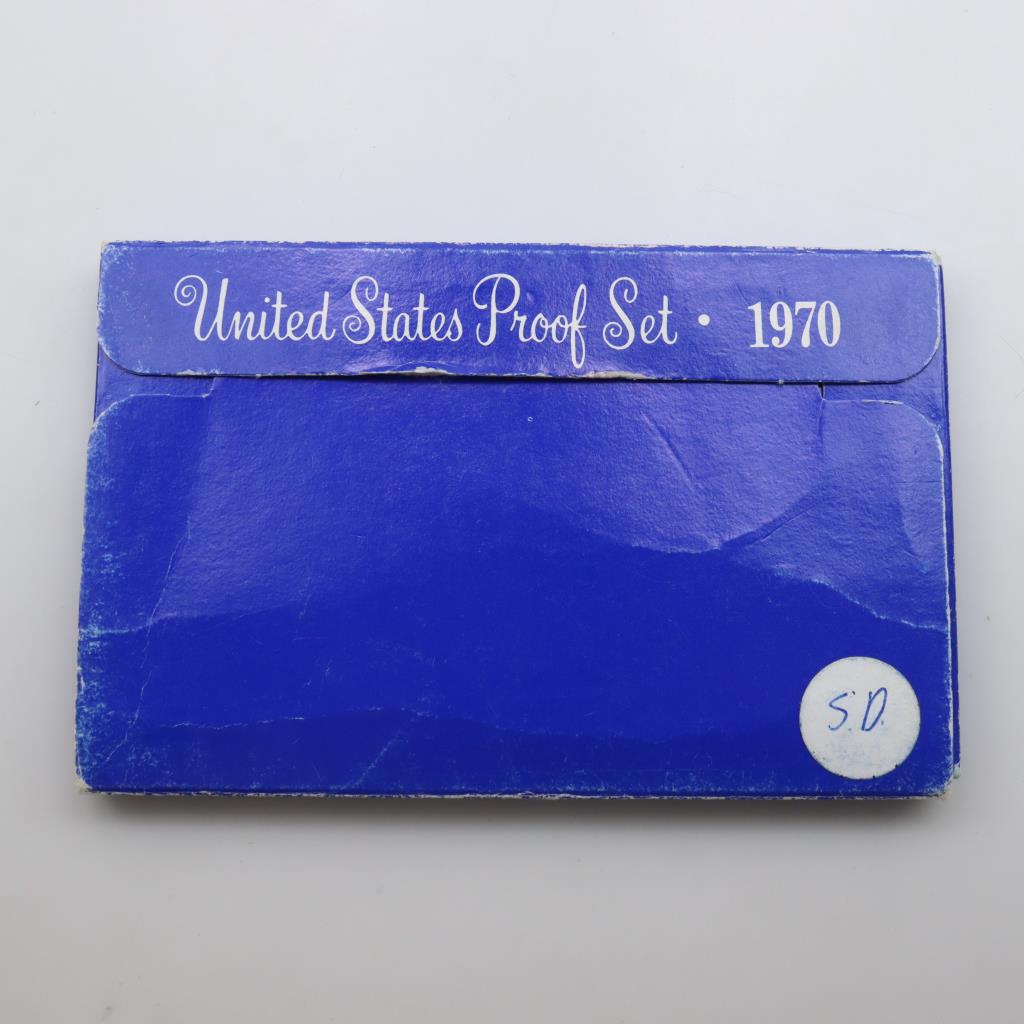 United States Proof Set • 1970
S.D.